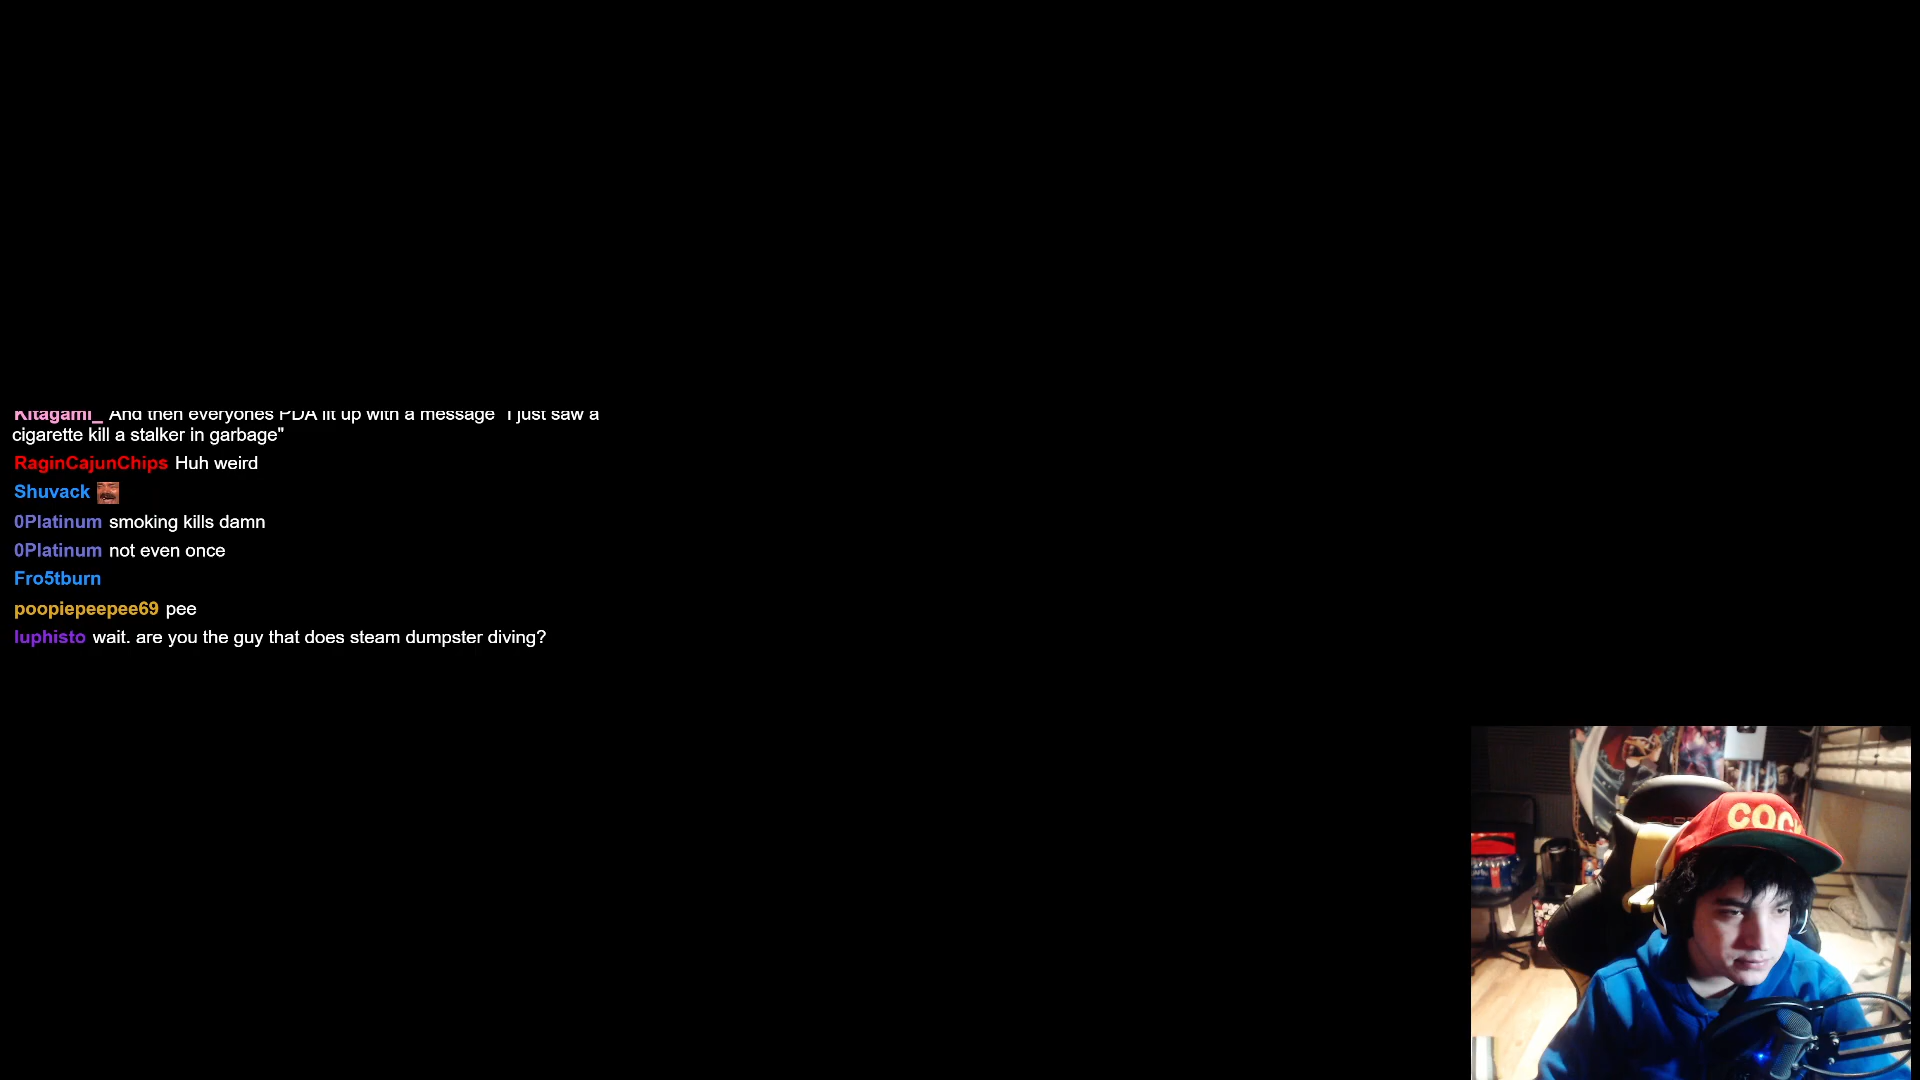 Kitagami_ And then everyones PDA lit up with a message "I just saw a
cigarette kill a stalker in garbage"
RaginCajunChips Huh weird
Shuvack
0Platinum smoking kills damn
0Platinum not even once
Fro5tburn
poopiepeepee69 pee
luphisto wait. are you the guy that does steam dumpster diving?
COCK